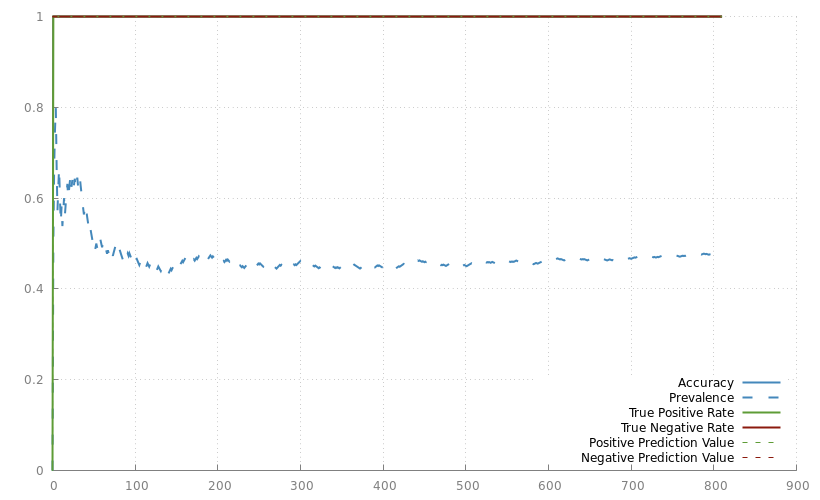 1
0.8
0.6
0.4
0.2
0
0 100 200 300 400 500 600 700 800 900
Accuracy
Prevalence
True Positive Rate
True Negative Rate
Positive Prediction Value
Negative Prediction Value